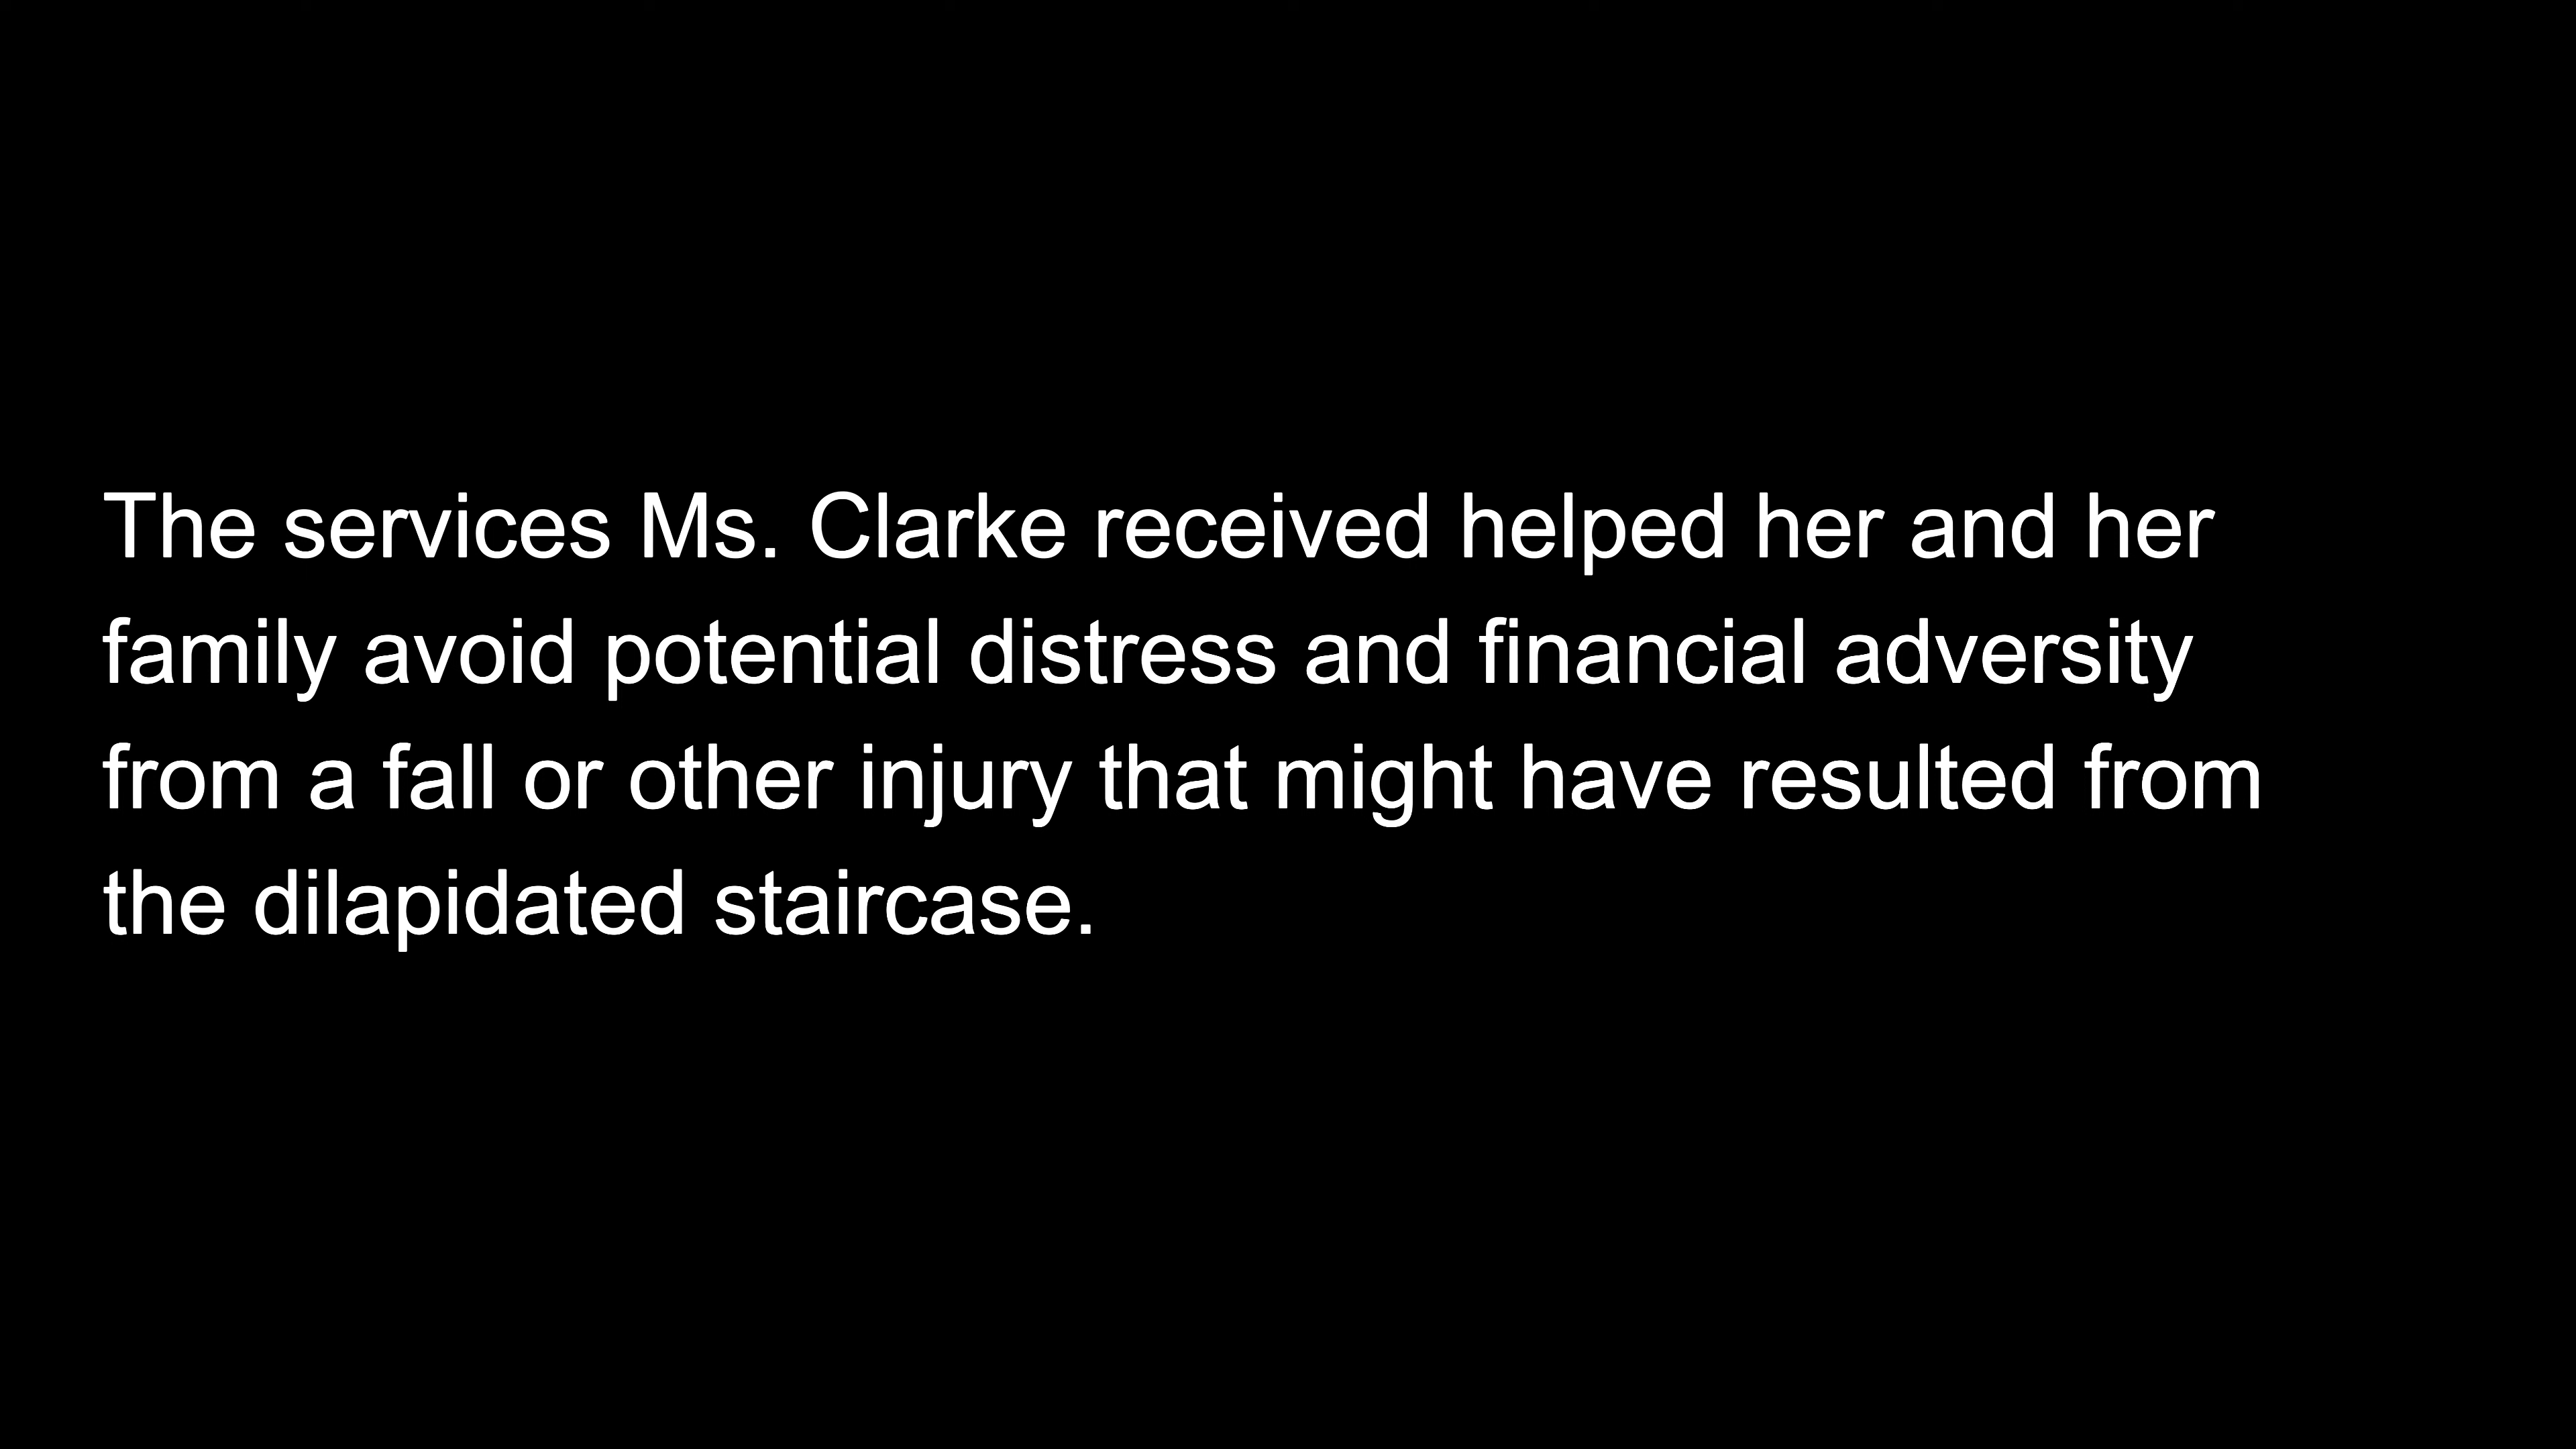 The services Ms. Clarke received helped her and her
family avoid potential distress and financial adversity
from a fall or other injury that might have resulted from
the dilapidated staircase.